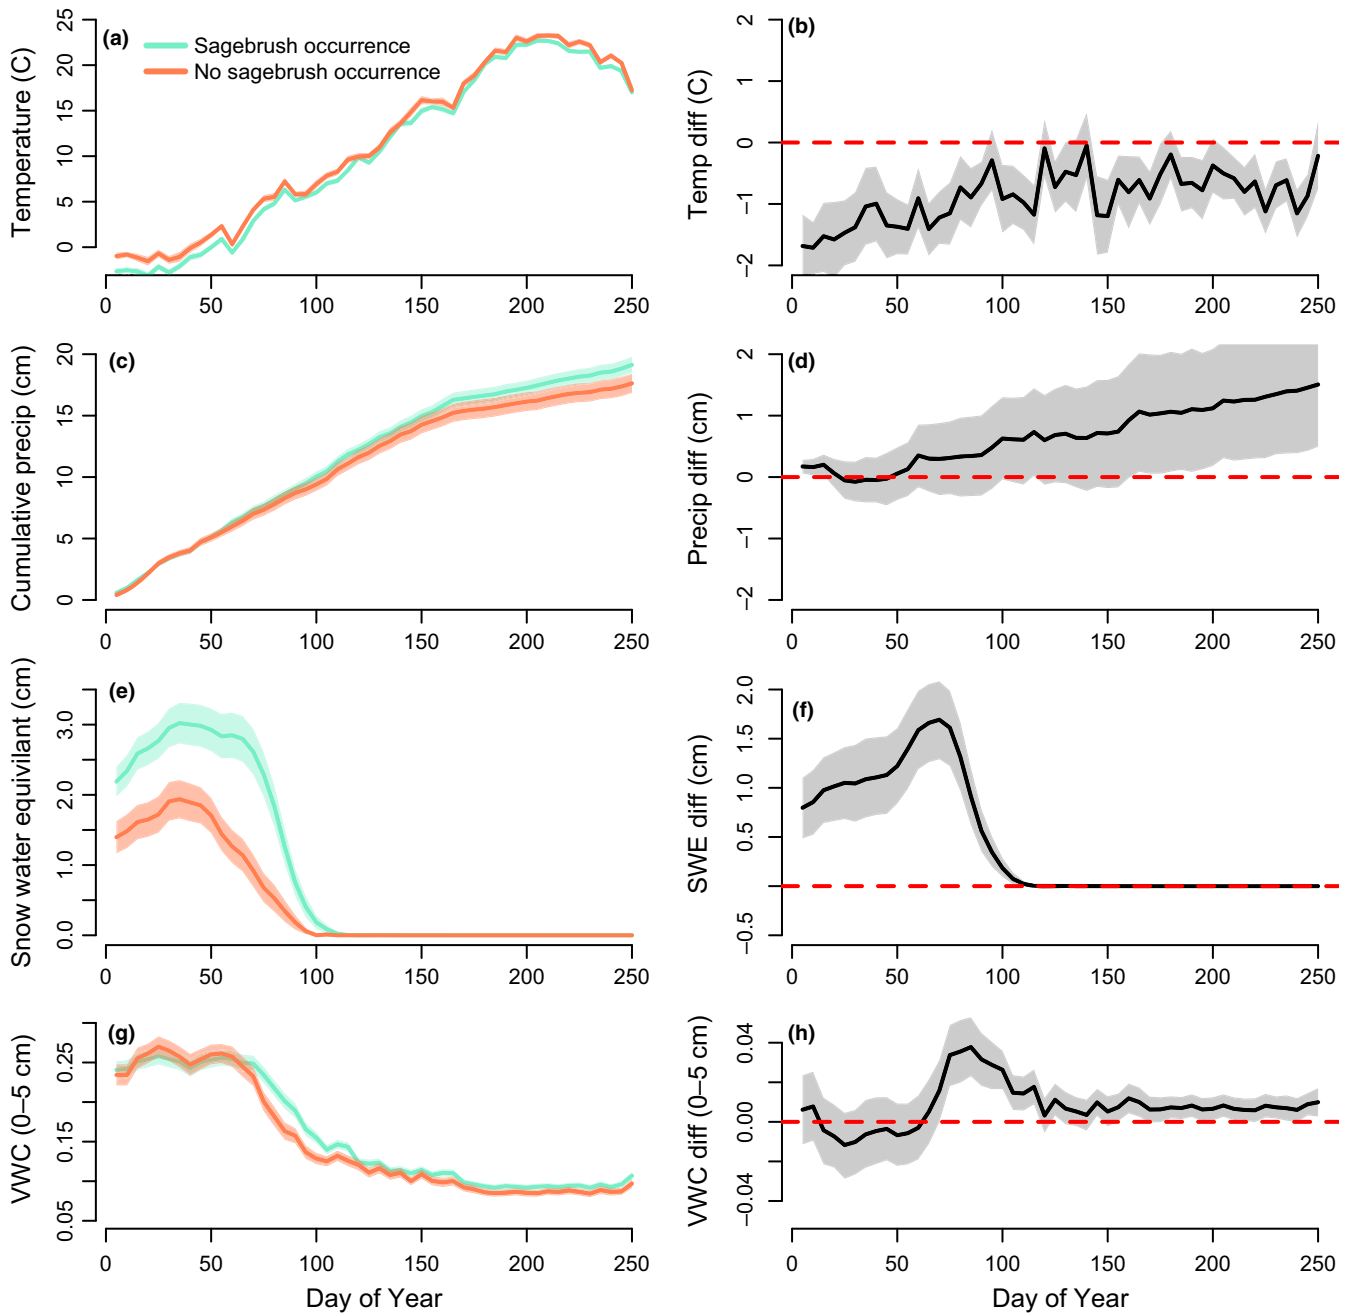 (a)
Sagebrush occurrence
No sagebrush occurrence
Temperature (C)
0 5 10 15 20 25
0 50 100 150 200 250
(b)
Temp diff (C)
−2 −1 0 1 2
0 50 100 150 200 250
(c)
Cumulative precip (cm)
0 5 10 15 20
0 50 100 150 200 250
(d)
Precip diff (cm)
−2 −1 0 1 2
0 50 100 150 200 250
(e)
Snow water equivilant (cm)
0.0 1.0 2.0 3.0
0 50 100 150 200 250
(f)
SWE diff (cm)
−0.5 0.5 1.0 1.5 2.0
0 50 100 150 200 250
(g)
VWC (0−5 cm)
0.05 0.15 0.25
0 50 100 150 200 250
Day of Year
(h)
VWC diff (0−5 cm)
−0.04 0.00 0.04
0 50 100 150 200 250
Day of Year